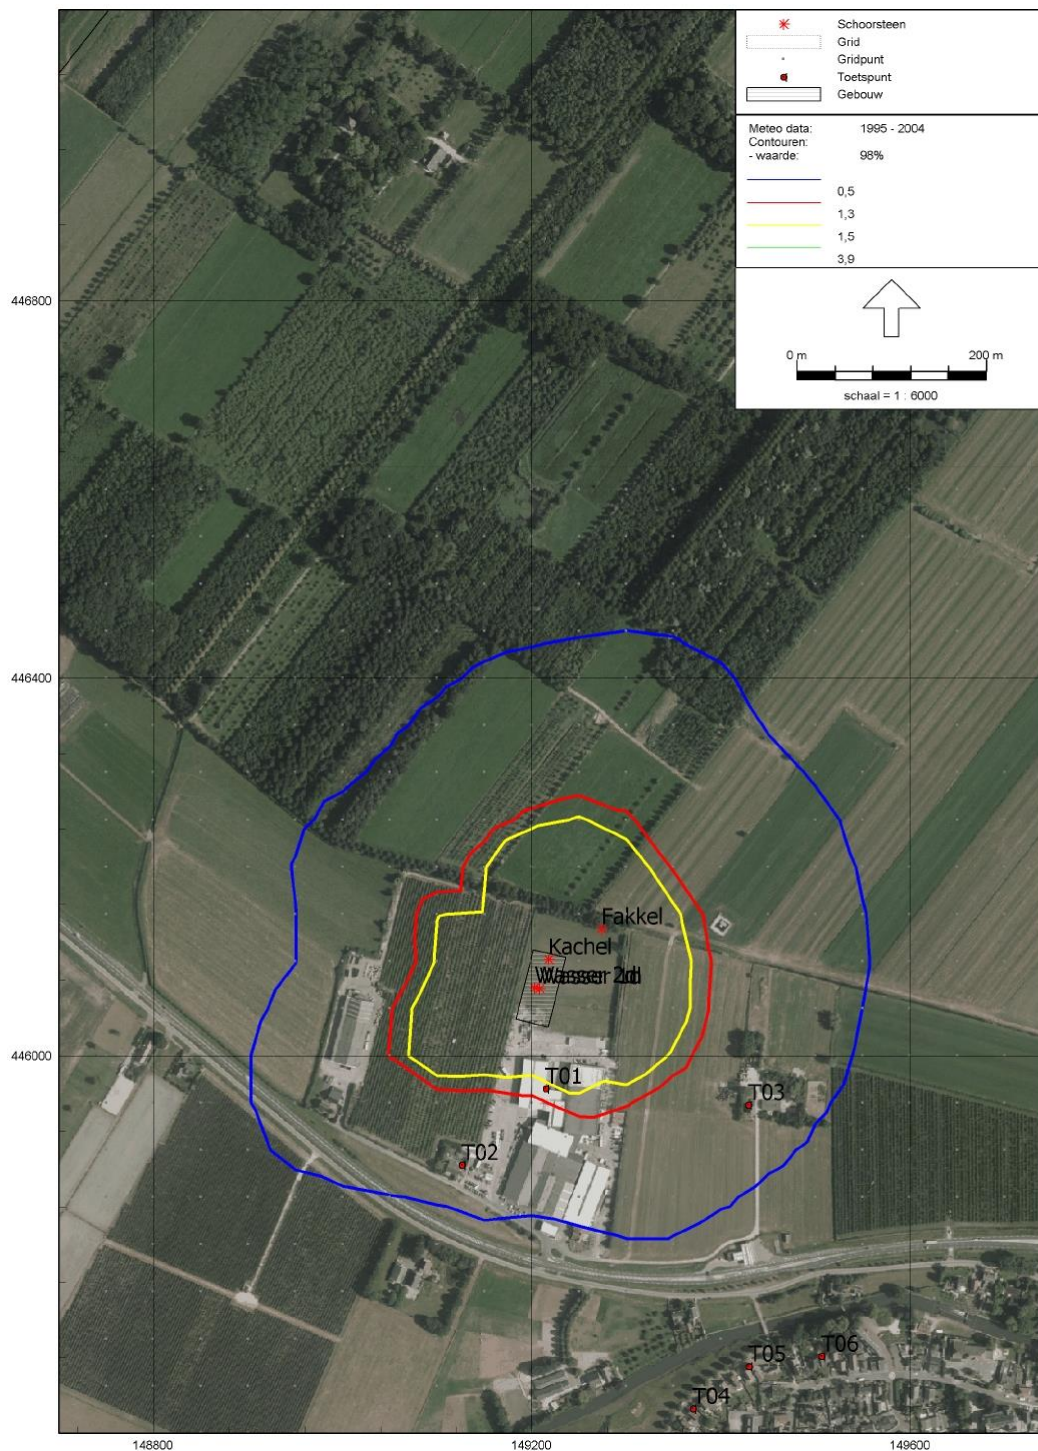 Schoorsteen
Grid
Gridpunt
Toetspunt
Gebouw
Meteo data: 1995 - 2004
Contouren:
- waarde: 98%
0,5
1,3
1,5
3,9
0 m 200 m
schaal = 1 : 6000
446800
446400
Fakkel
Kachel
446000
T01
T03
T02
T06
T05
T04
148800 149200 149600